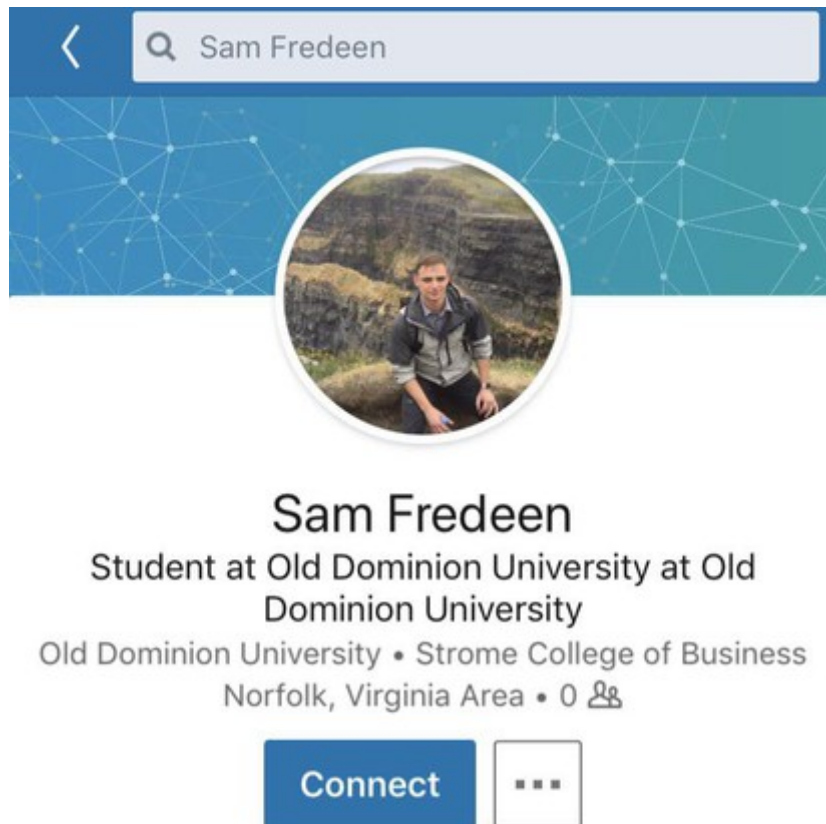 Sam Fredeen
Sam Fredeen
Student at Old Dominion University at Old
Dominion University
Old Dominion University • Strome College of Business
Norfolk, Virginia Area • 0
Connect